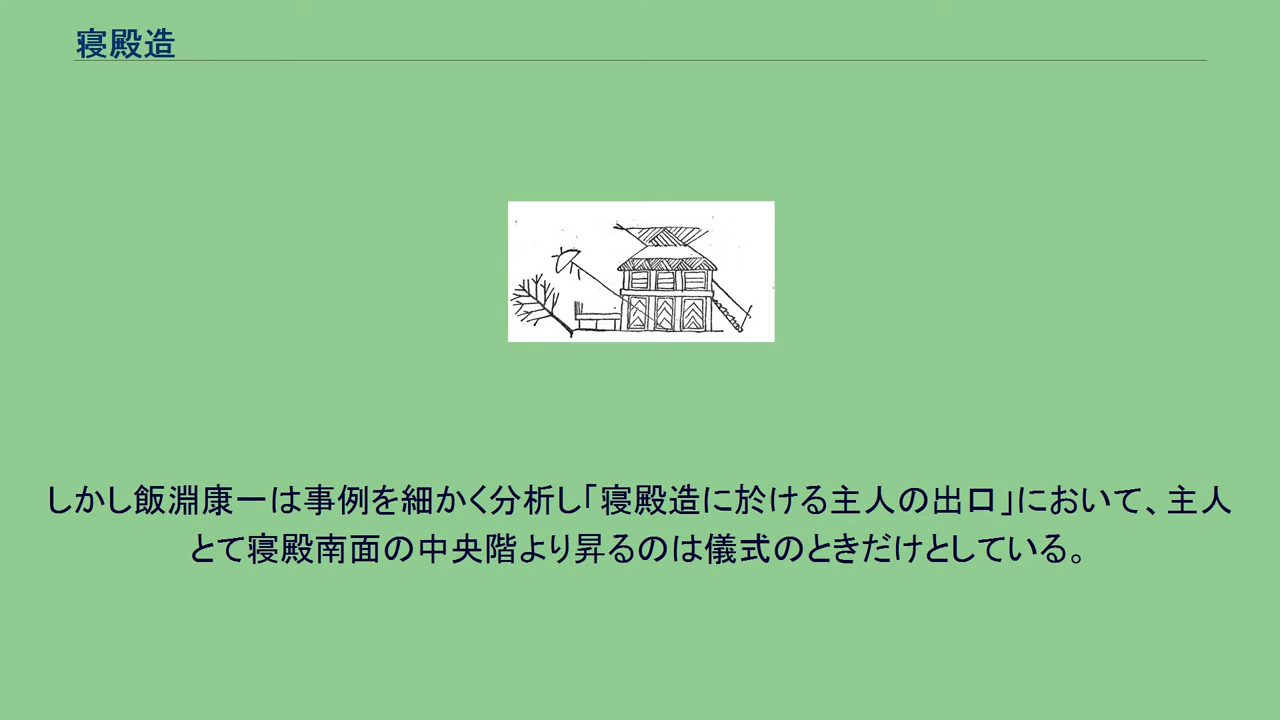 寝殿造
しかし飯淵康一は事例を細かく分析し「寝殿造に於ける主人の出口」において、主人
とて寝殿南面の中央階より昇るのは儀式のときだけとしている。